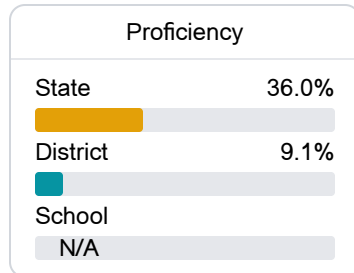 Proficiency
State 36.0%
District 9.1%
School
N/A